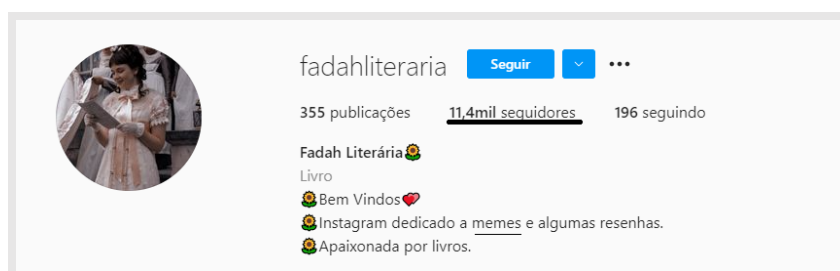 fadahliteraria Seguir
355 publicações 11,4mil seguidores 196 seguindo
Fadah Literária🌻
Livro
🌻Bem Vindos💕
🌻Instagram dedicado a memes e algumas resenhas.
🌻Apaixonada por livros.